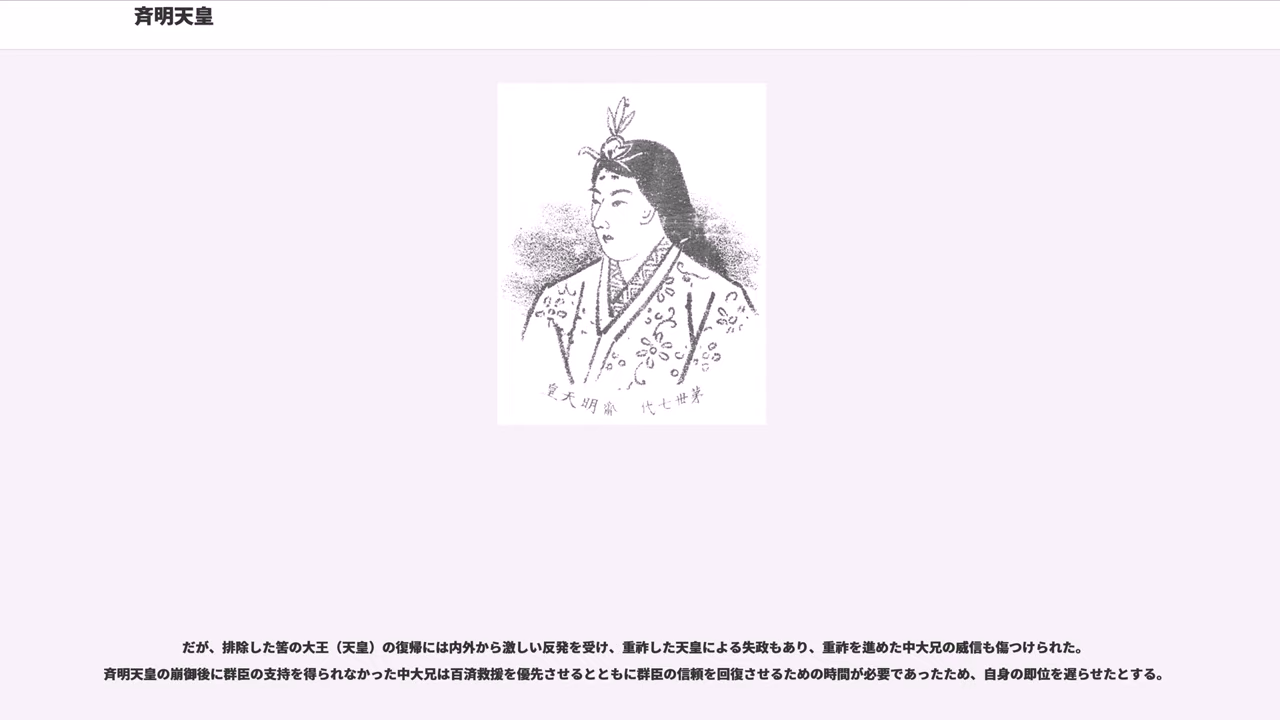 斉明天皇
第丗七代 齋明天皇
だが、排除した筈の大王（天皇）の復帰には内外から激しい反発を受け、重祚した天皇による失政もあり、重祚を進めた中大兄の威信も傷つけられた。
斉明天皇の崩御後に群臣の支持を得られなかった中大兄は百済救援を優先させるとともに群臣の信頼を回復させるための時間が必要であったため、自身の即位を遅らせたとする。